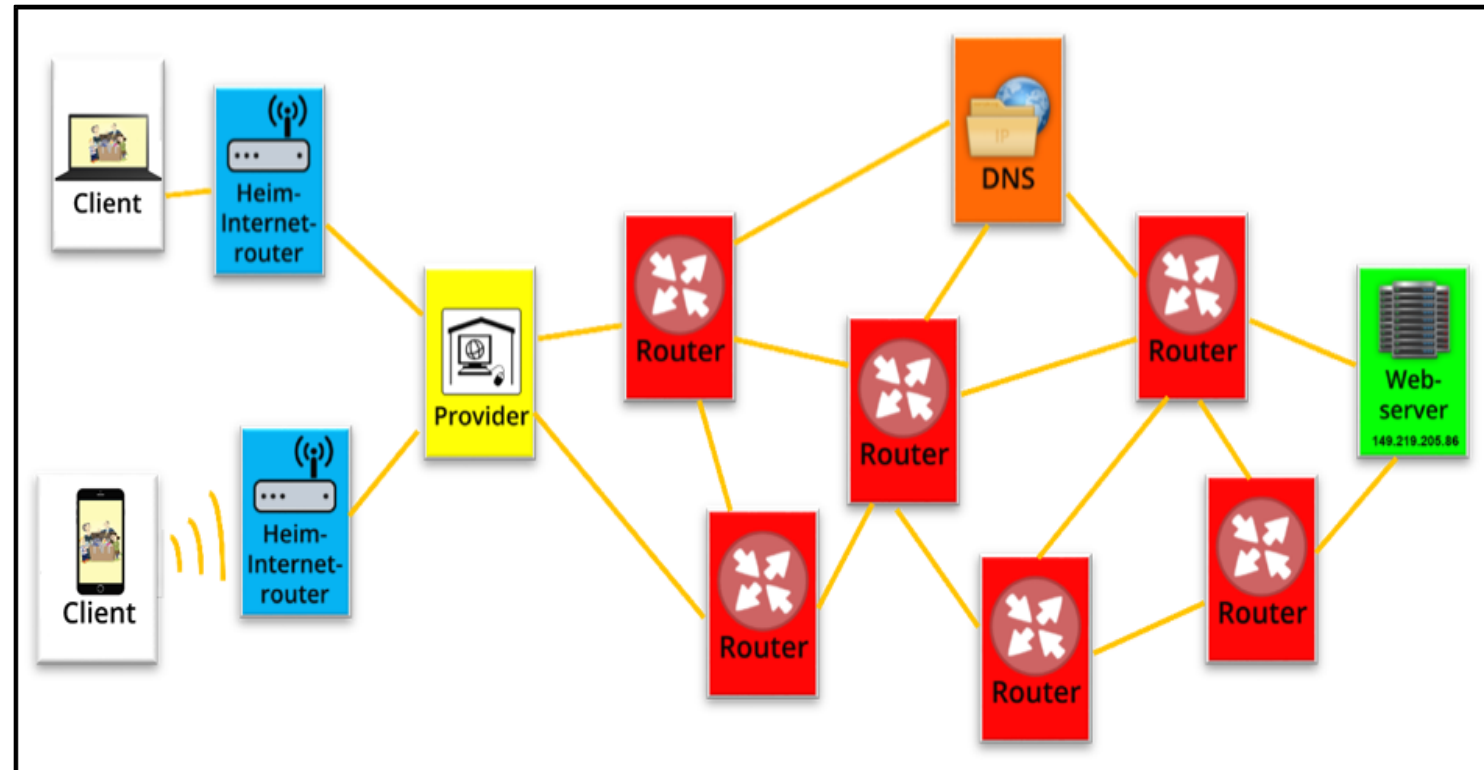 Client
Heim-
Internet-
router
Client
Heim-
Internet-
router
Provider
Router
Router
IP
DNS
Router
Router
Router
Router
Web-
server
149.219.205.86